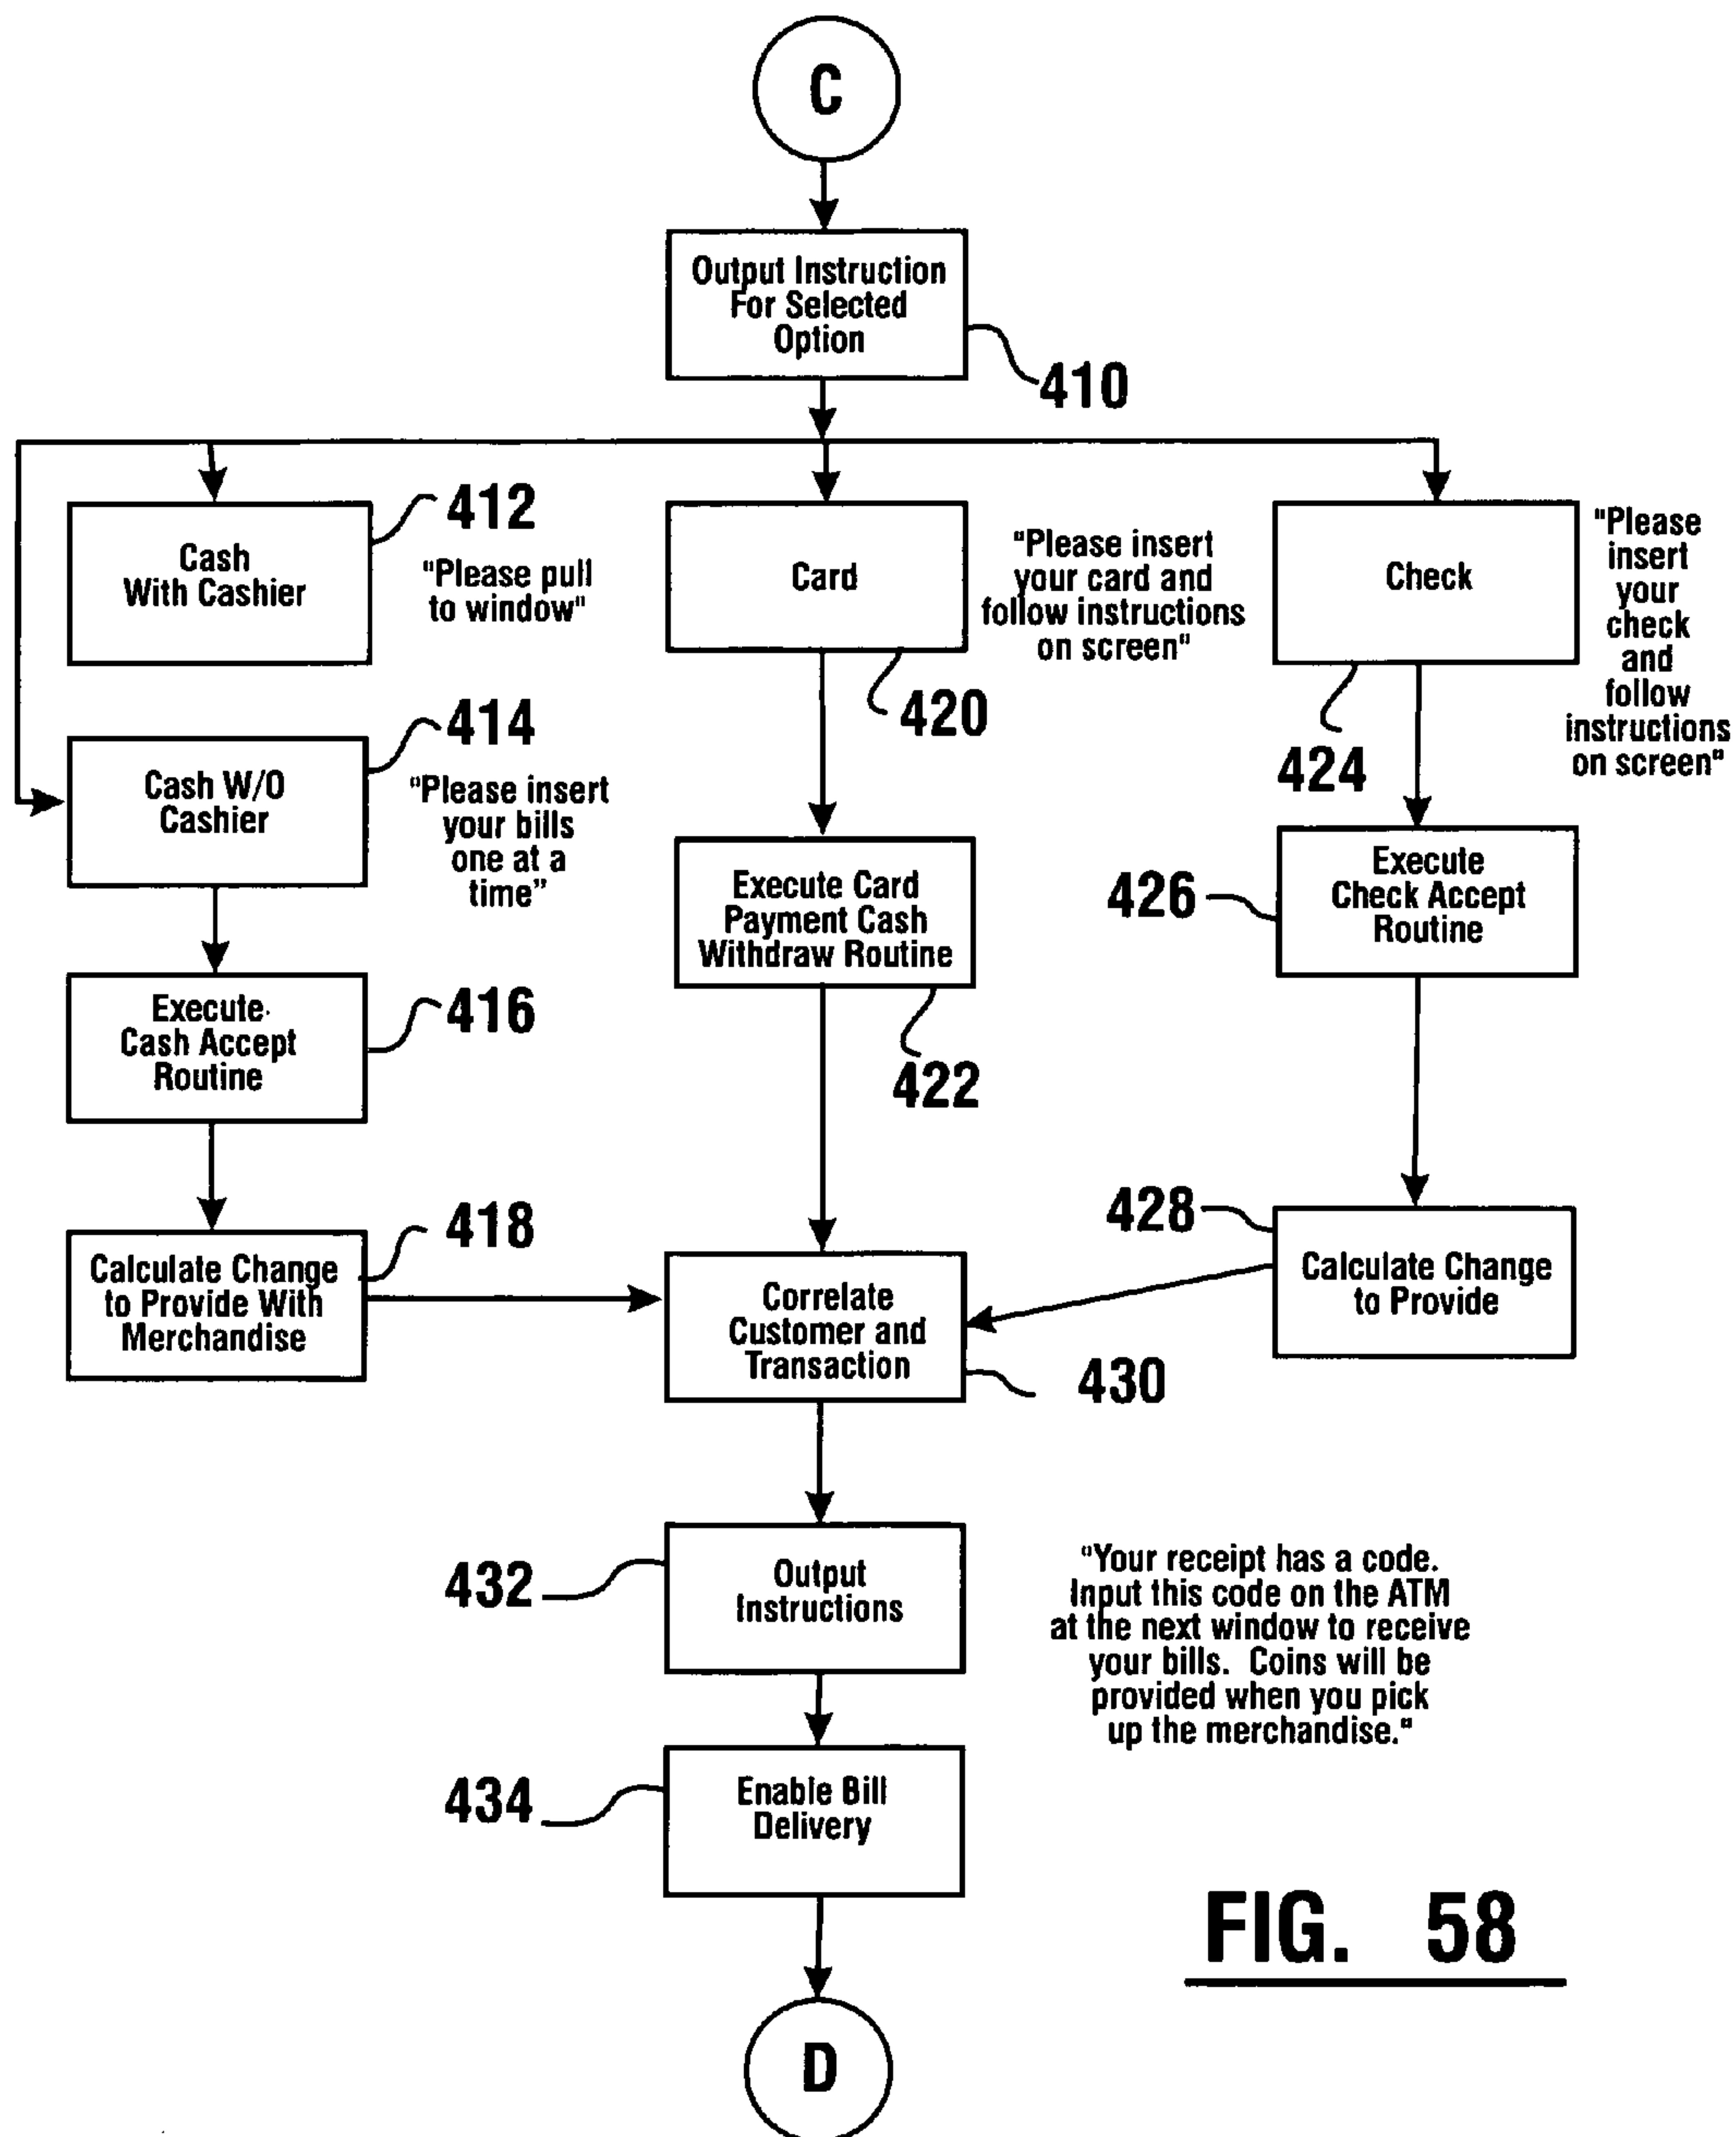 C
Output Instruction
For Selected
Option
410
Cash
With Cashier
412
"Please pull
to window"
Card
"Please insert
your card and
follow instructions
on screen"
420
Check
"Please
insert
your
check
and
follow
instructions
on screen"
424
Cash W/O
Cashier
414
"Please insert
your bills
one at a
time"
Execute Card
Payment Cash
Withdraw Routine
422
426
Execute
Check Accept
Routine
Execute
Cash Accept
Routine
416
Calculate Change
to Provide With
Merchandise
418
Correlate
Customer and
Transaction
430
428
Calculate Change
to Provide
432
Output
Instructions
"Your receipt has a code.
Input this code on the ATM
at the next window to receive
your bills. Coins will be
provided when you pick
up the merchandise."
434
Enable Bill
Delivery
FIG. 58
D